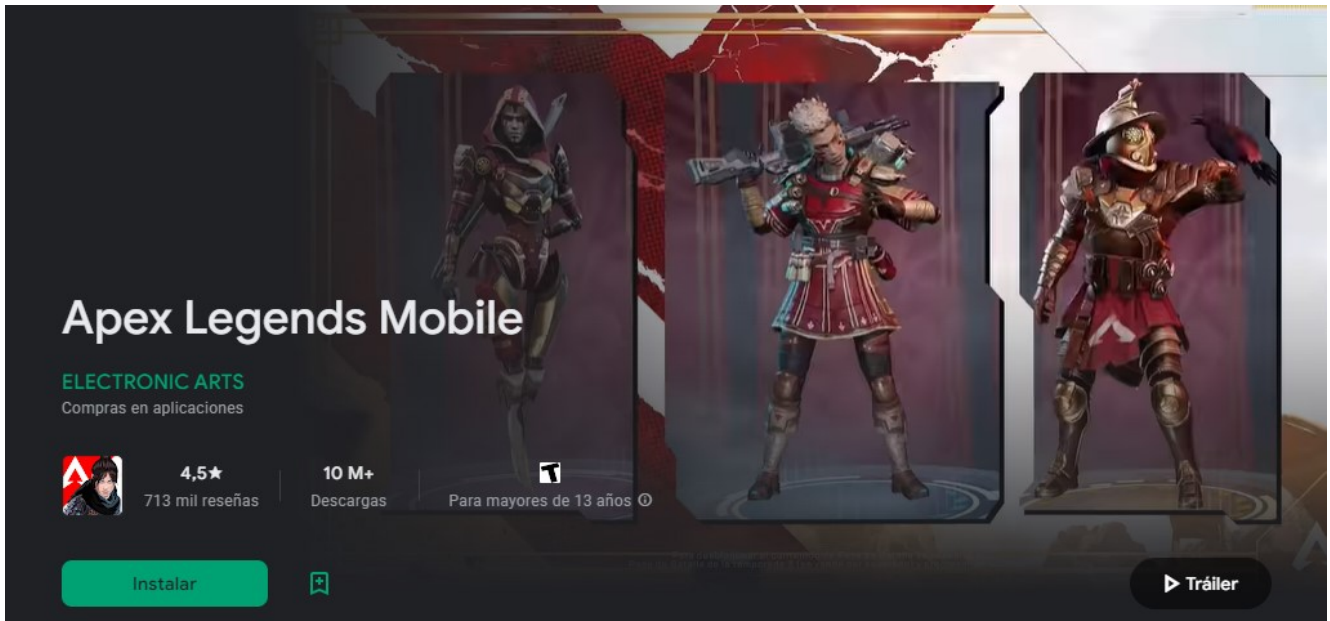 Apex Legends Mobile
ELECTRONIC ARTS
Compras en aplicaciones
4,5★
713 mil reseñas
10 M+
Descargas
T
Para mayores de 13 años
Instalar
Tráiler